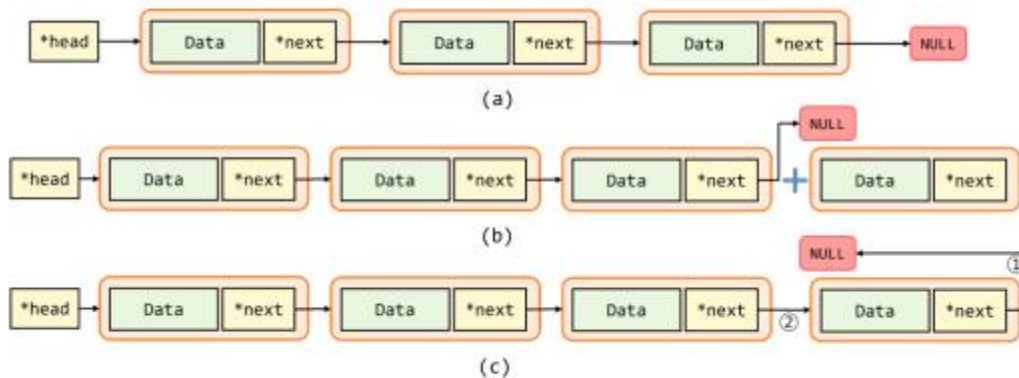 *head Data *next Data *next Data *next NULL
(a)
NULL
*head Data *next Data *next Data *next + Data *next
(b)
NULL ①
*head Data *next Data *next Data *next ② Data *next
(c)